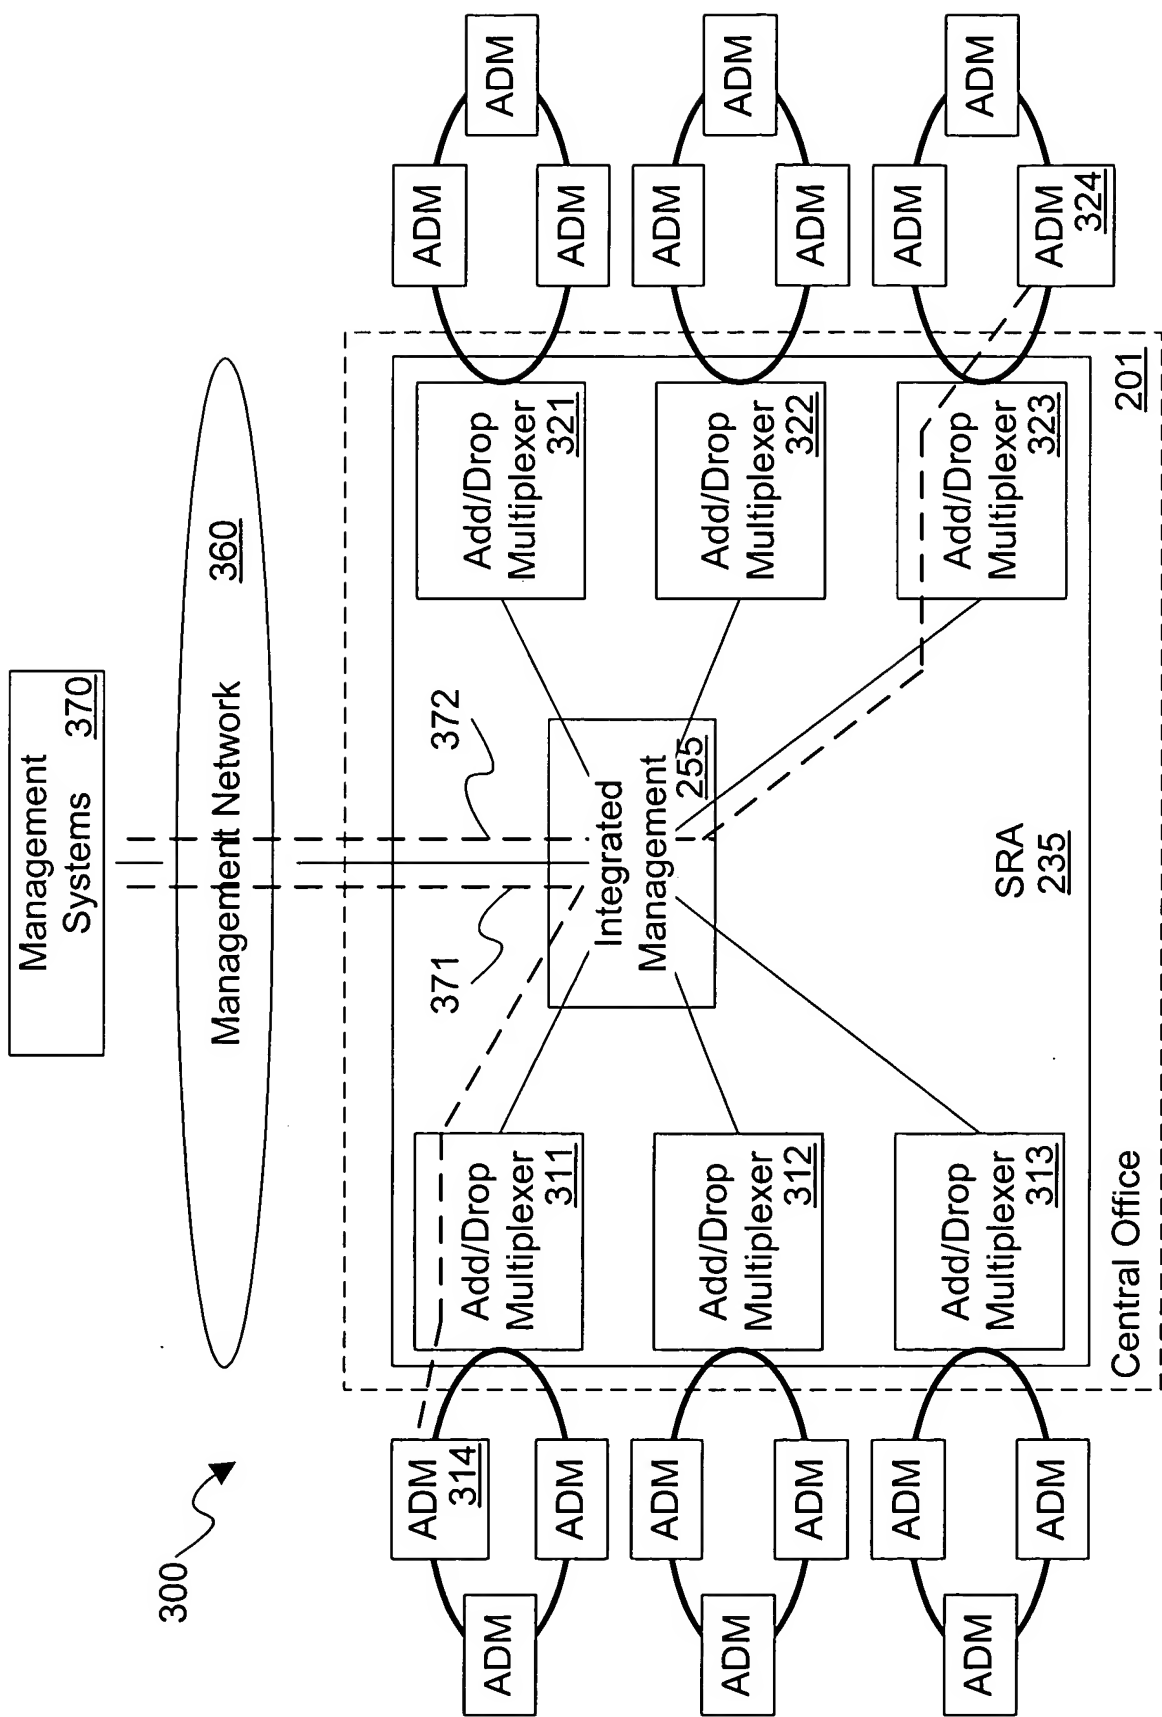 300
Management
Systems 370
Management Network 360
371
372
Integrated
Management 255
ADM
314
ADM
ADM
Add/Drop
Multiplexer
311
Add/Drop
Multiplexer
321
ADM
ADM
ADM
ADM
ADM
ADM
Add/Drop
Multiplexer
312
Add/Drop
Multiplexer
322
ADM
ADM
ADM
ADM
ADM
ADM
Add/Drop
Multiplexer
313
SRA
235
Add/Drop
Multiplexer
323
ADM
ADM
ADM
324
Central Office
201